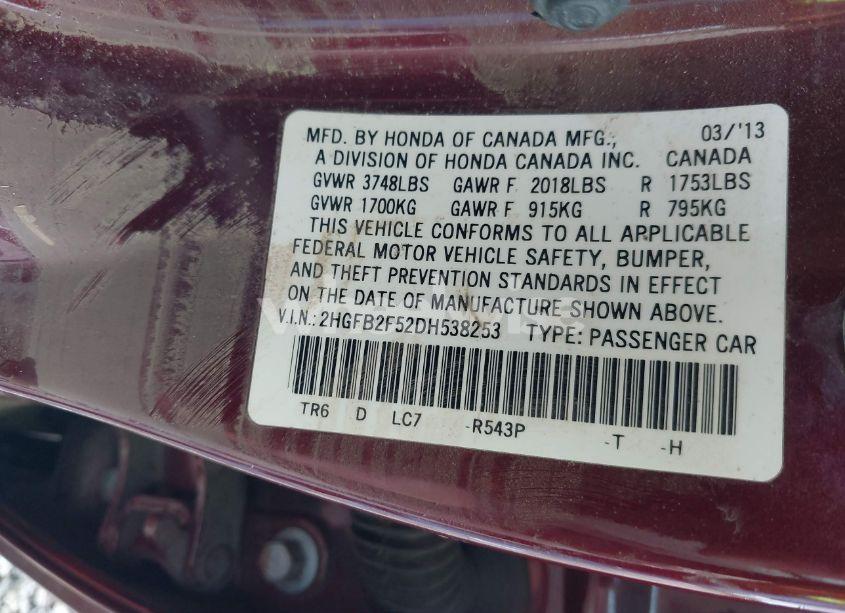 MFD. BY HONDA OF CANADA MFG., 03/'13
A DIVISION OF HONDA CANADA INC. CANADA
GVWR 3748LBS GAWR F 2018LBS R 1753LBS
GVWR 1700KG GAWR F 915KG R 795KG
THIS VEHICLE CONFORMS TO ALL APPLICABLE
FEDERAL MOTOR VEHICLE SAFETY, BUMPER,
AND THEFT PREVENTION STANDARDS IN EFFECT
ON THE DATE OF MANUFACTURE SHOWN ABOVE.
V.I.N.: 2HGFB2F52DH538253 TYPE: PASSENGER CAR
TR6 D LC7 -R543P -T -H